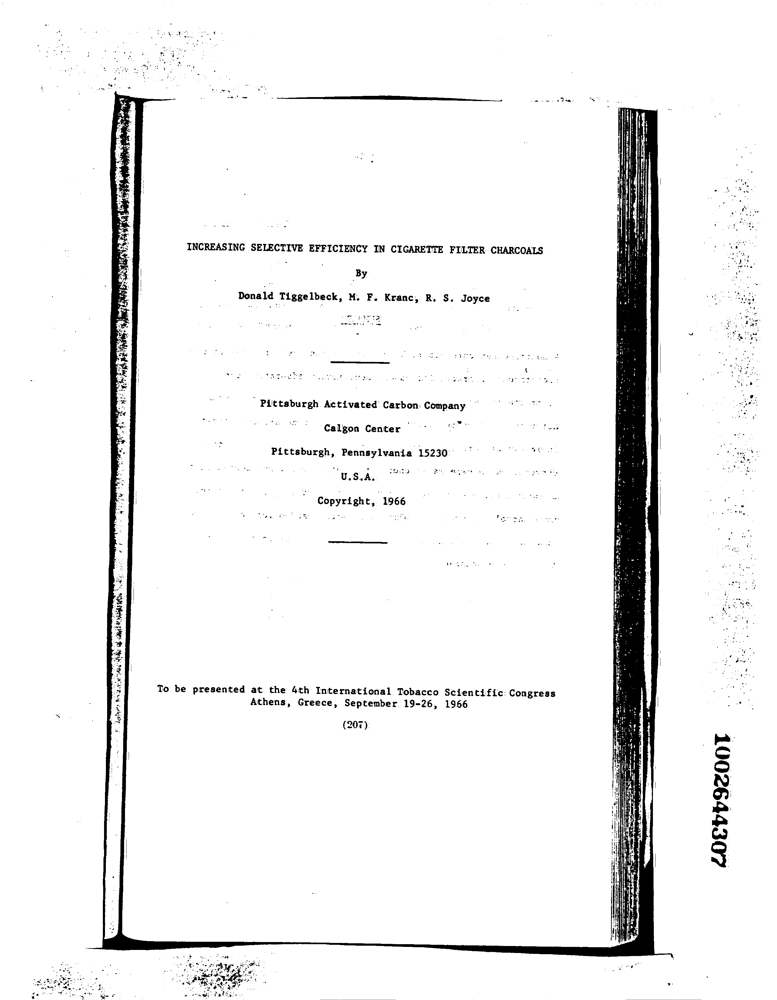 INCREASING SELECTIVE EFFICIENCY IN CIGARETTE FILTER CHARCOALS
By
Donald Tiggelbeck, M. F. Kranc, R. S. Joyce
Pittsburgh Activated Carbon Company
Calgon Center
Pittsburgh, Pennsylvania 15230
U.S.A.
Copyright, 1966
To be presented at the 4th International Tobacco Scientific Congress
Athens, Greece, September 19-26, 1966
(207)
1002644307